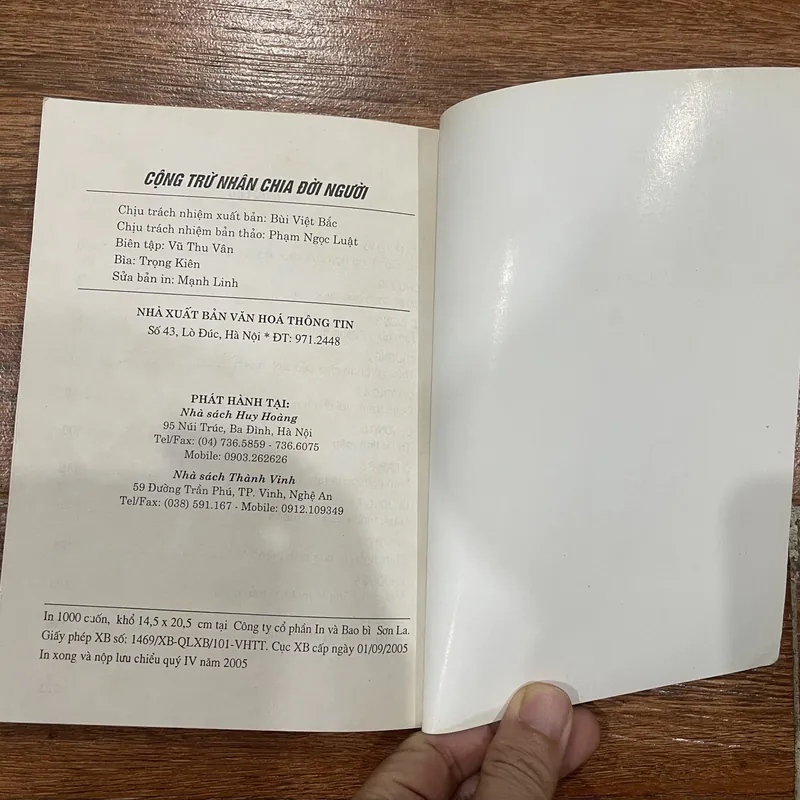 CỘNG TRỪ NHÂN CHIA ĐỜI NGƯỜI
Chịu trách nhiệm xuất bản: Bùi Việt Bắc
Chịu trách nhiệm bản thảo: Phạm Ngọc Luật
Biên tập: Vũ Thu Vân
Bìa: Trọng Kiên
Sửa bản in: Mạnh Linh
NHÀ XUẤT BẢN VĂN HOÁ THÔNG TIN
Số 43, Lò Đúc, Hà Nội * ĐT: 971.2448
PHÁT HÀNH TẠI:
Nhà sách Huy Hoàng
95 Núi Trúc, Ba Đình, Hà Nội
Tel/Fax: (04) 736.5859 - 736.6075
Mobile: 0903.262626
Nhà sách Thành Vinh
59 Đường Trần Phú, TP. Vinh, Nghệ An
Tel/Fax: (038) 591.167 - Mobile: 0912.109349
In 1000 cuốn, khổ 14,5 x 20,5 cm tại Công ty cổ phần In và Bao bì Sơn La.
Giấy phép XB số: 1469/XB-QLXB/101-VHTT. Cục XB cấp ngày 01/09/2005
In xong và nộp lưu chiểu quý IV năm 2005